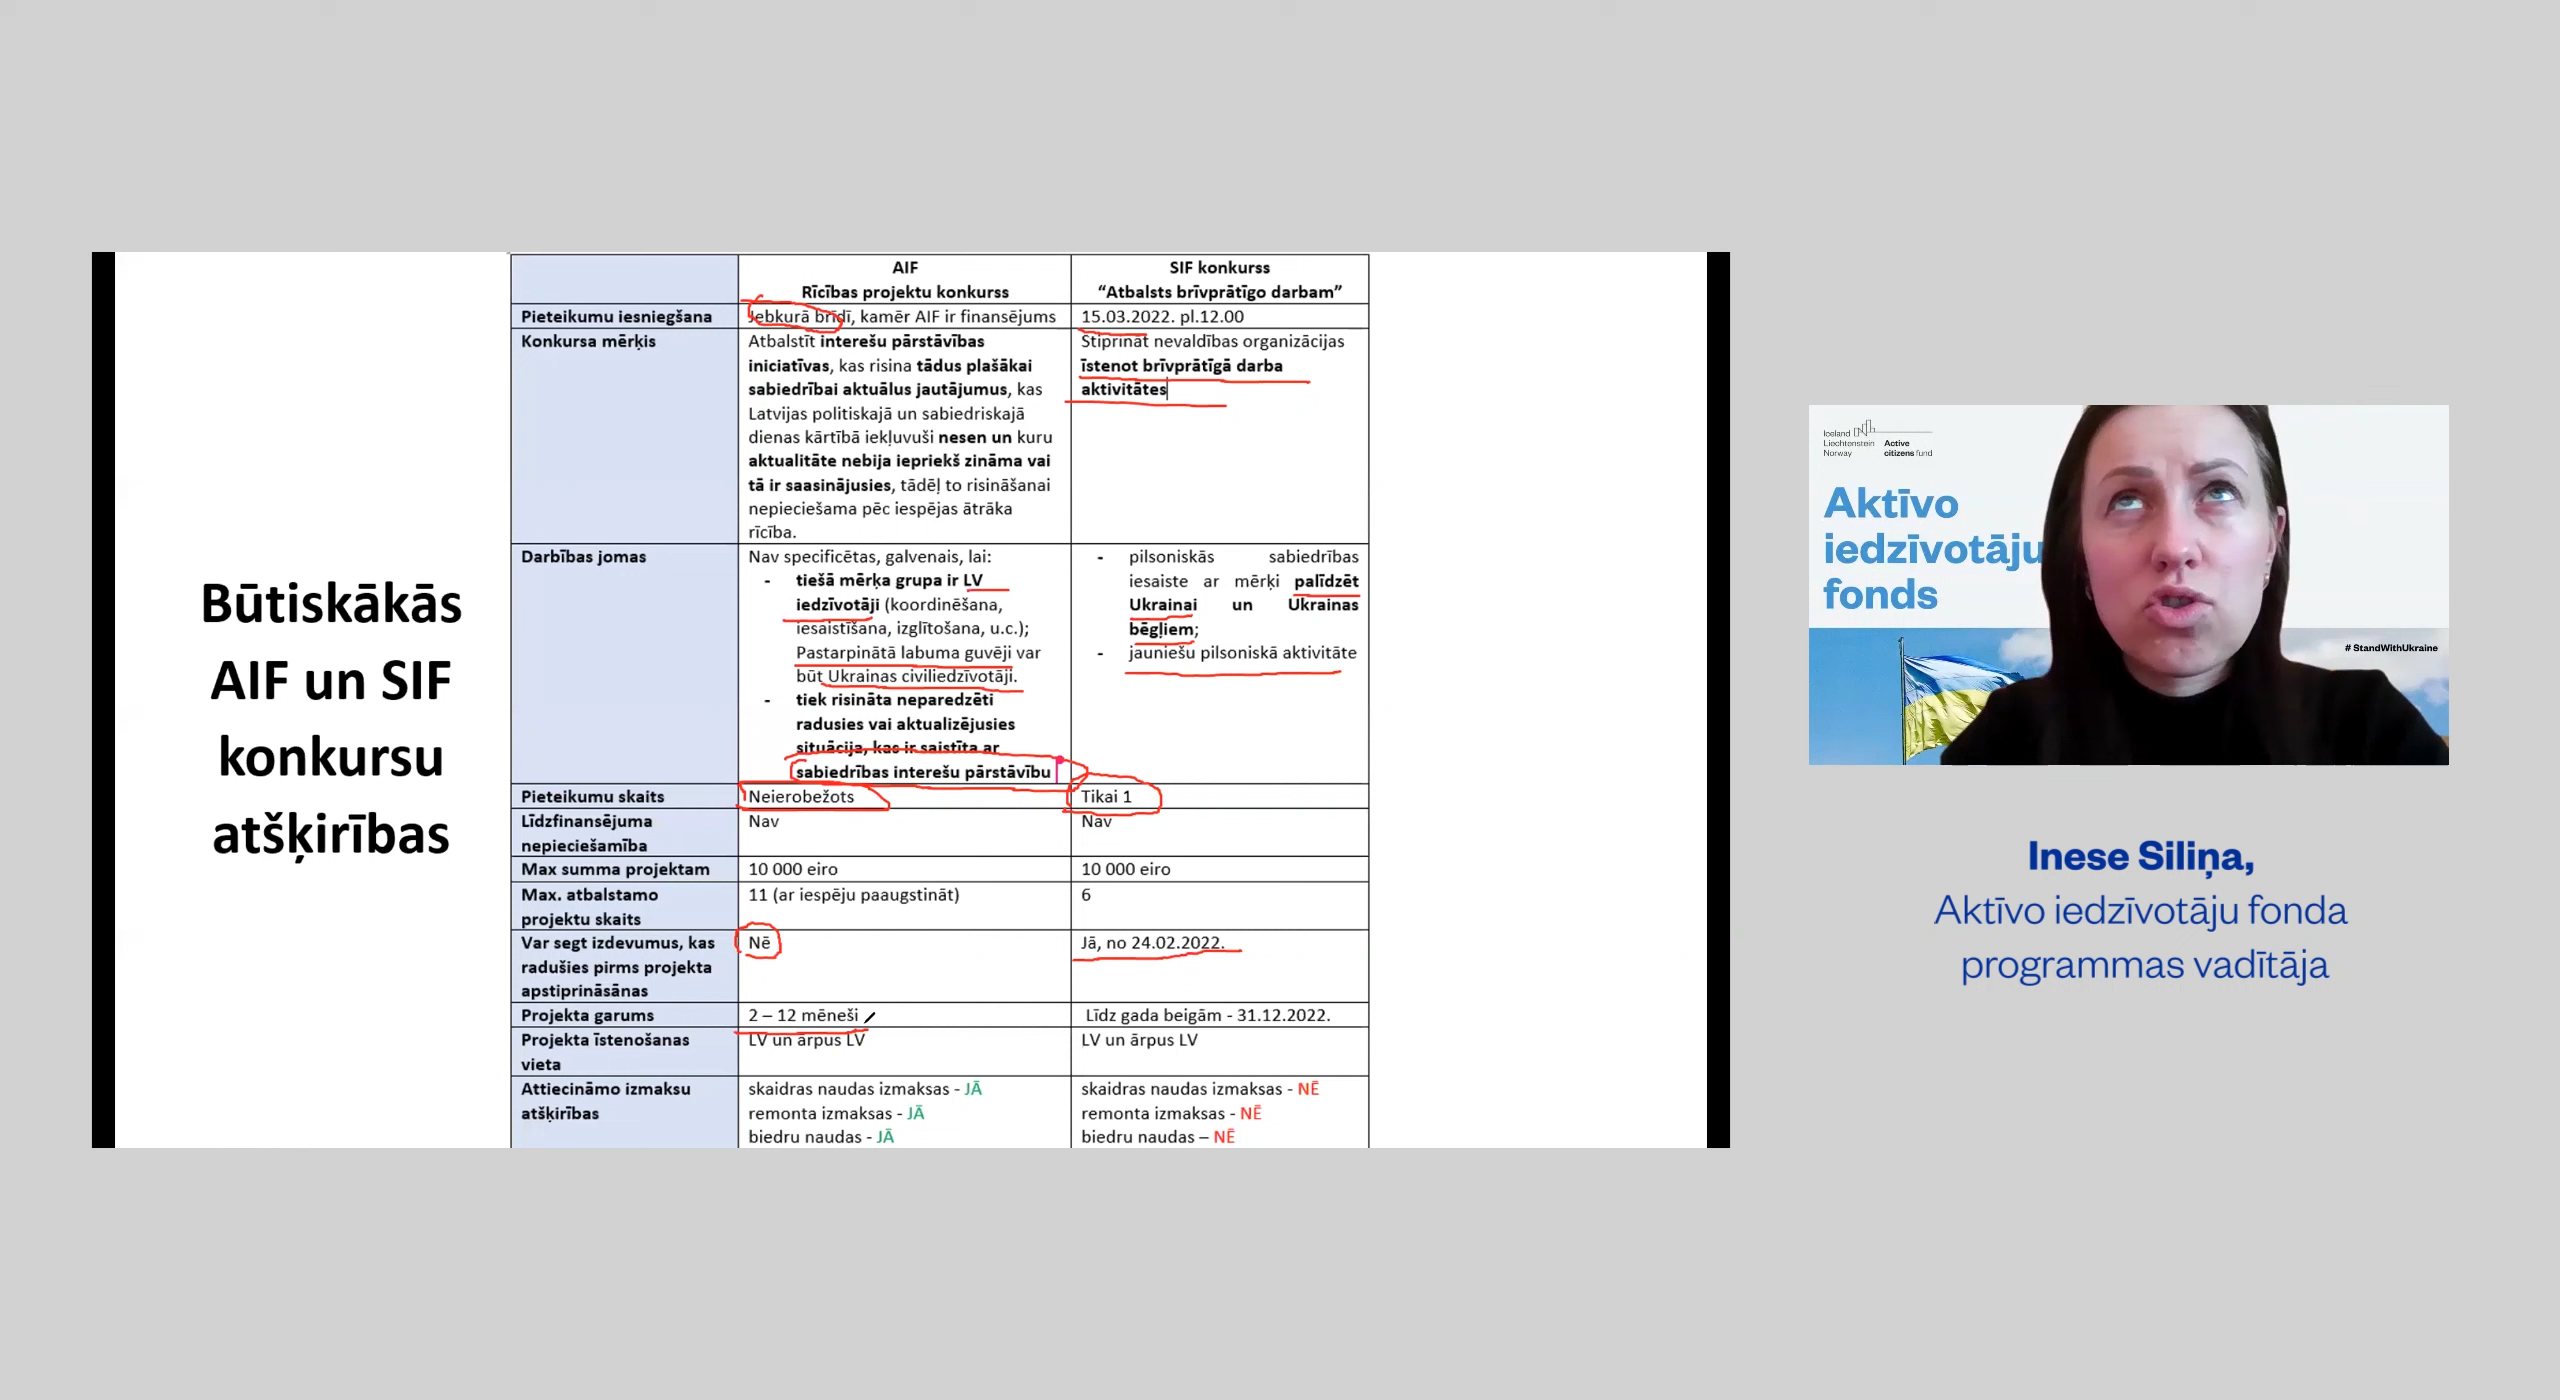 Būtiskākās
AIF un SIF
konkursu
atšķirības
AIF
Rīcības projektu konkurss
SIF konkurss
“Atbalsts brīvprātīgo darbam”
Pieteikumu iesniegšana
Jebkurā brīdī, kamēr AIF ir finansējums
15.03.2022. pl.12.00
Konkursa mērķis
Atbalstīt interešu pārstāvības
iniciatīvas, kas risina tādus plašākai
sabiedrībai aktuālus jautājumus, kas
Latvijas politiskajā un sabiedriskajā
dienas kārtībā iekļuvuši nesen un kuru
aktualitāte nebija iepriekš zināma vai
tā ir saasinājusies, tādēļ to risināšanai
nepieciešama pēc iespējas ātrāka
rīcība.
Stiprināt nevaldības organizācijas
īstenot brīvprātīgā darba
aktivitātes
Darbības jomas
Nav specificētas, galvenais, lai:
- tiešā mērķa grupa ir LV
iedzīvotāji (koordinēšana,
iesaistīšana, izglītošana, u.c.);
Pastarpinātā labuma guvēji var
būt Ukrainas civiliedzīvotāji.
- tiek risināta neparedzēti
radusies vai aktualizējusies
situācija, kas ir saistīta ar
sabiedrības interešu pārstāvību
- pilsoniskās sabiedrības
iesaiste ar mērķi palīdzēt
Ukrainai un Ukrainas
bēgļiem;
- jauniešu pilsoniskā aktivitāte
Pieteikumu skaits
Neierobežots
Tikai 1
Līdzfinansējuma
nepieciešamība
Nav
Nav
Max summa projektam
10 000 eiro
10 000 eiro
Max. atbalstamo
projektu skaits
11 (ar iespēju paaugstināt)
6
Var segt izdevumus, kas
radušies pirms projekta
apstiprināsānas
Nē
Jā, no 24.02.2022.
Projekta garums
2 – 12 mēneši
Līdz gada beigām - 31.12.2022.
Projekta īstenošanas
vieta
LV un ārpus LV
LV un ārpus LV
Attiecināmo izmaksu
atšķirības
skaidras naudas izmaksas - JĀ
remonta izmaksas - JĀ
biedru naudas - JĀ
skaidras naudas izmaksas - NĒ
remonta izmaksas - NĒ
biedru naudas – NĒ
Iceland
Liechtenstein
Norway
Active
citizens fund
Aktīvo
iedzīvotāju
fonds
# StandWithUkraine
Inese Siliņa,
Aktīvo iedzīvotāju fonda
programmas vadītāja